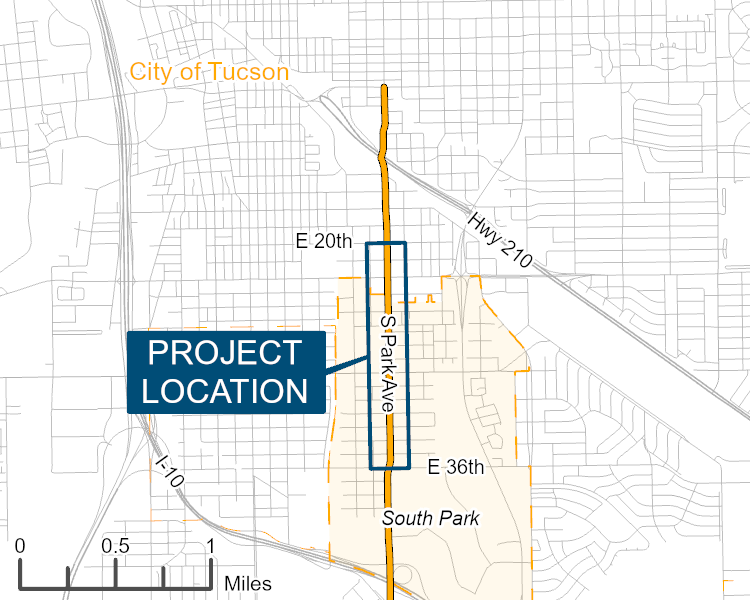 City of Tucson
E 20th
Hwy 210
S Park Ave
PROJECT
LOCATION
I-10
E 36th
South Park
0 0.5 1
Miles